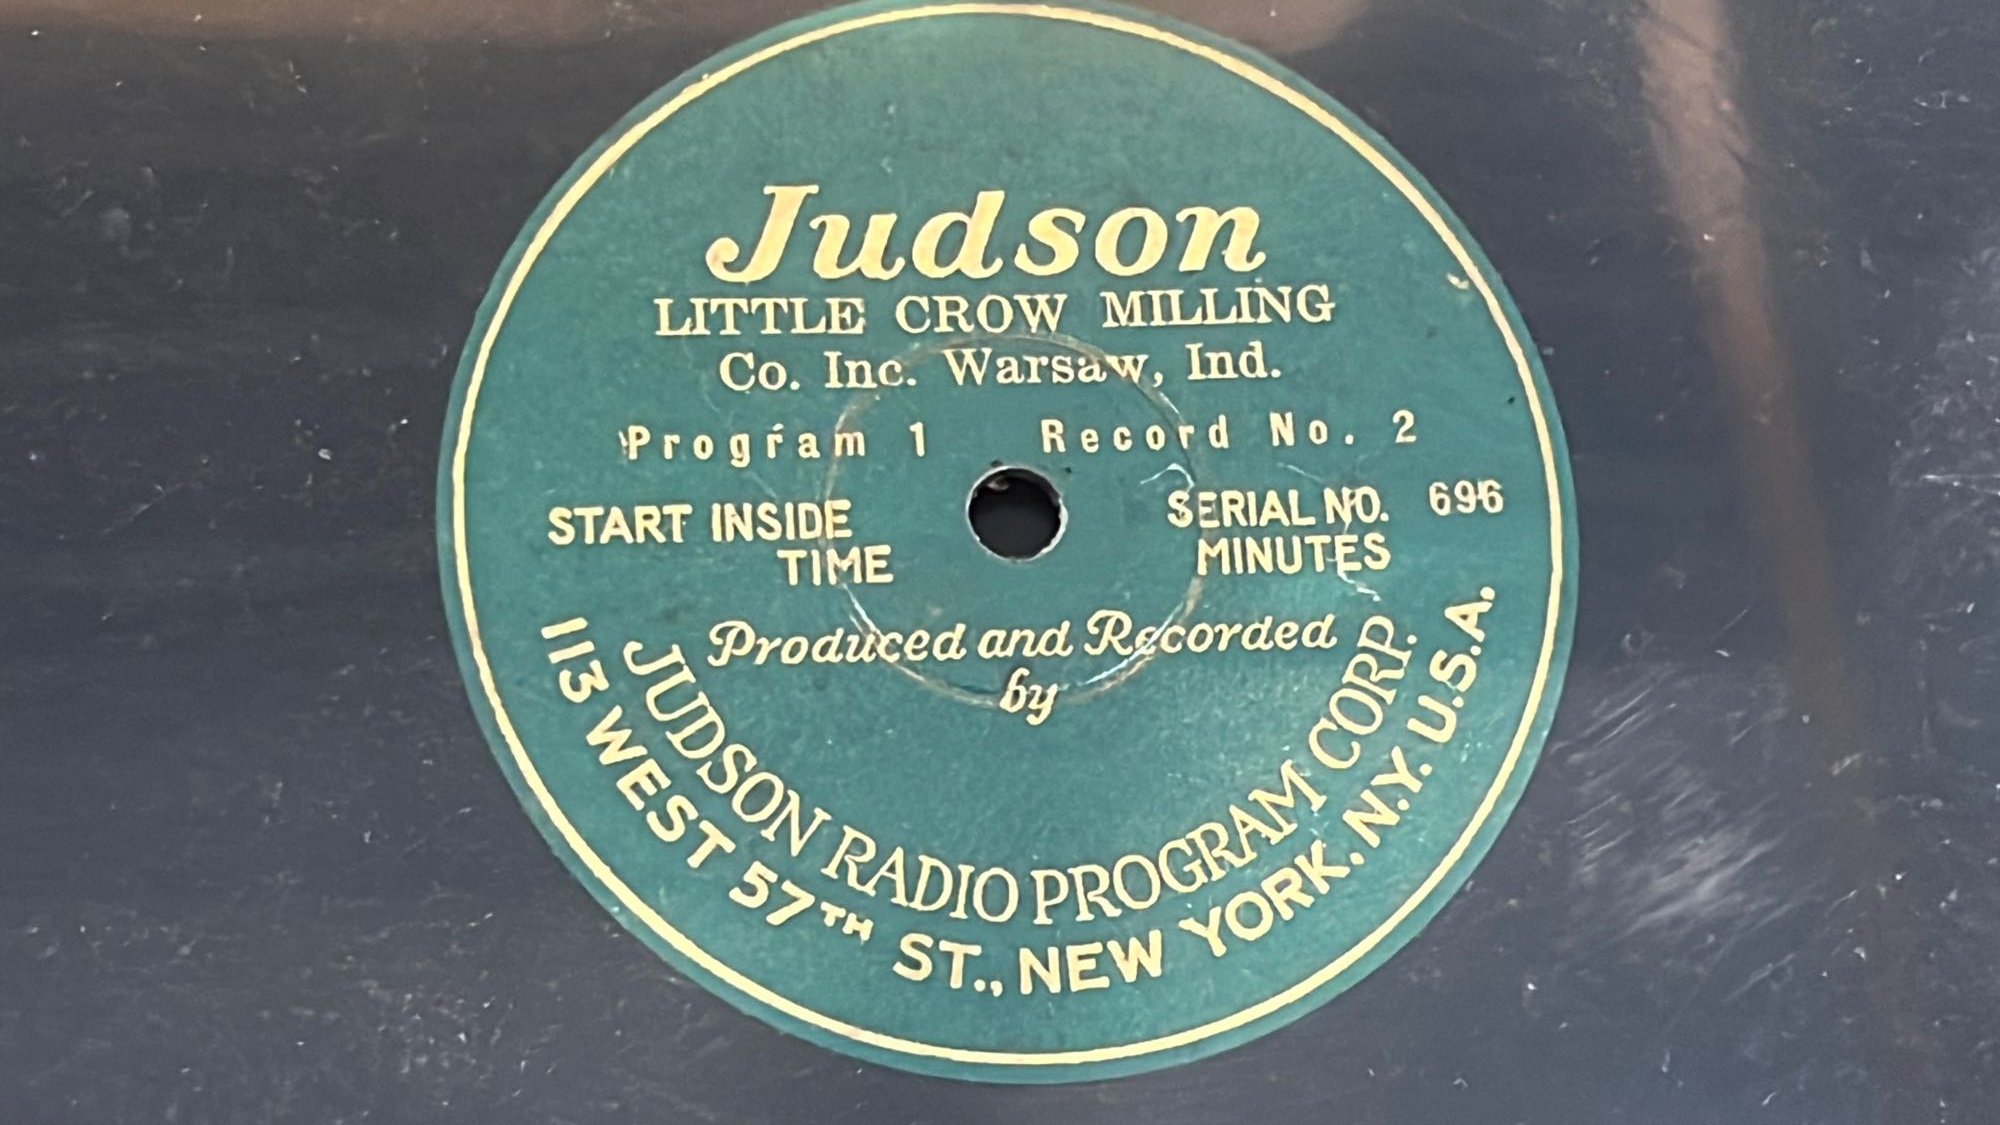 Judson
LITTLE CROW MILLING
Co. Inc. Warsaw, Ind.
Program 1 Record No. 2
START INSIDE SERIAL NO. 696
TIME MINUTES
Produced and Recorded
by
JUDSON RADIO PROGRAM CORP.
113 WEST 57TH ST., NEW YORK. N.Y. U.S.A.